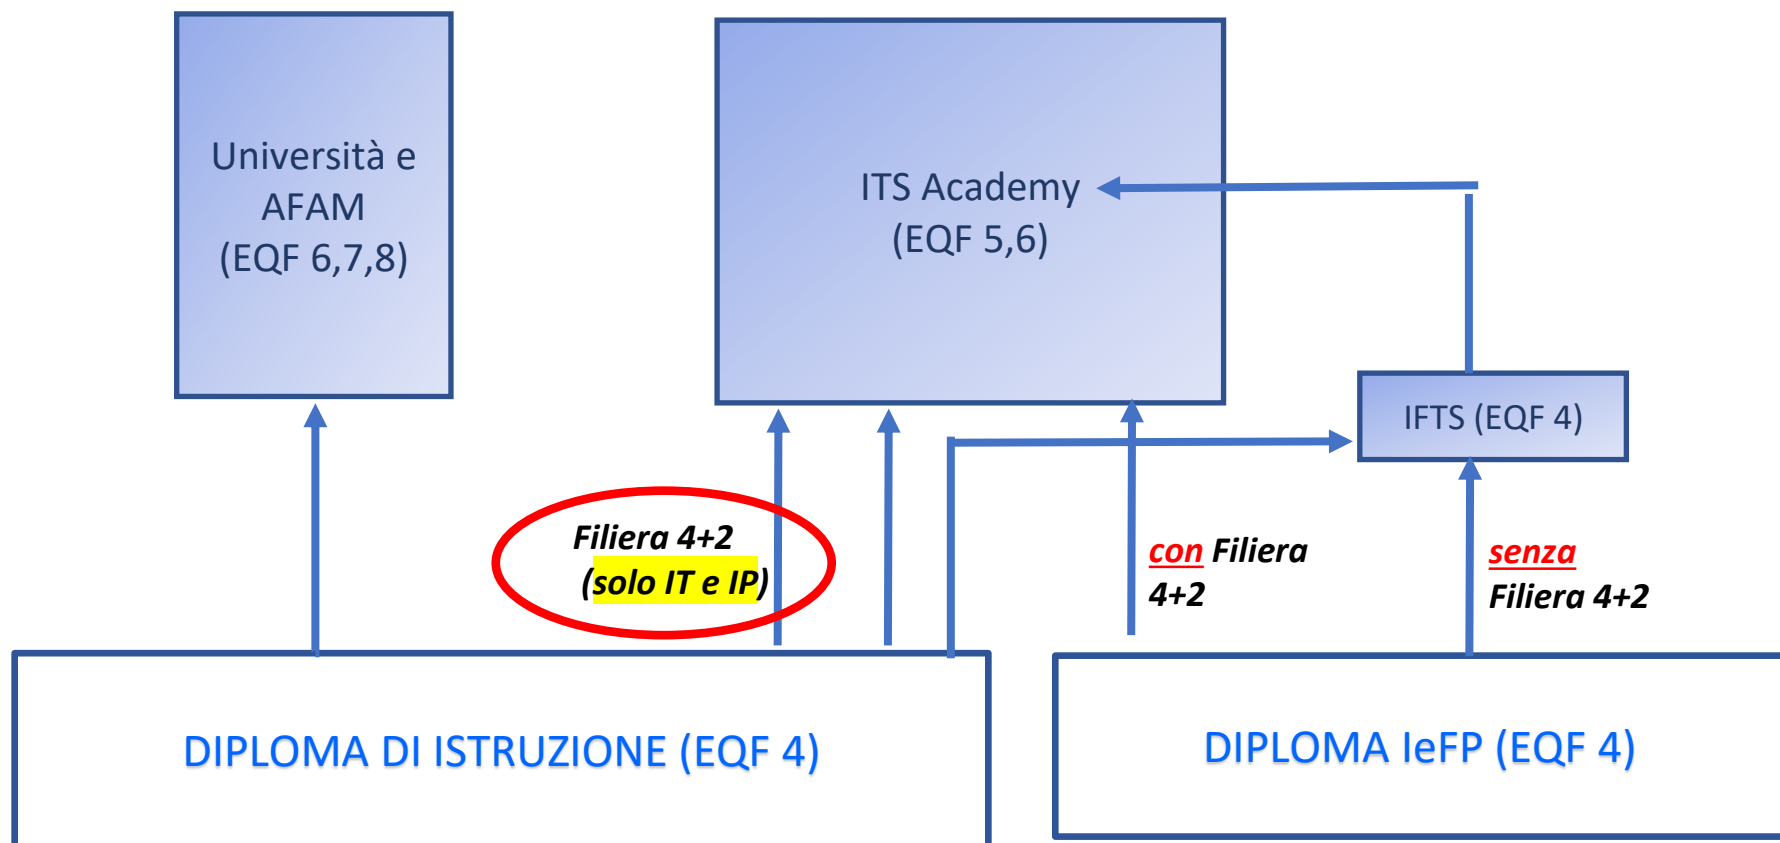 Università e
AFAM
(EQF 6,7,8)
ITS Academy
(EQF 5,6)
IFTS (EQF 4)
Filiera 4+2
(solo IT e IP)
con Filiera
4+2
senza
Filiera 4+2
DIPLOMA DI ISTRUZIONE (EQF 4)
DIPLOMA IeFP (EQF 4)